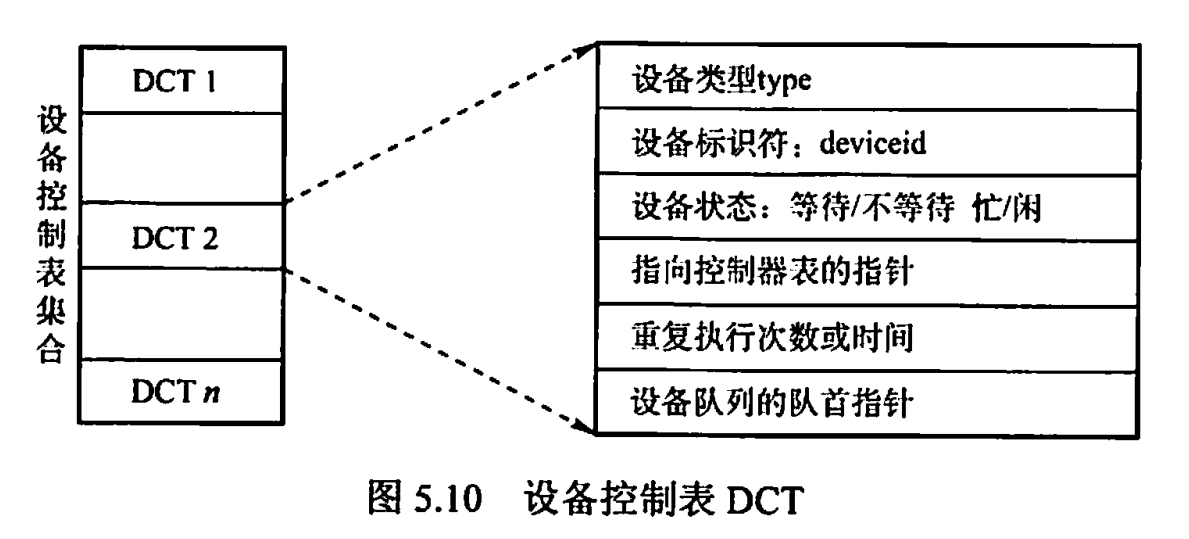 设备控制表集合
DCT 1
DCT 2
DCT n
设备类型type
设备标识符：deviceid
设备状态：等待/不等待 忙/闲
指向控制器表的指针
重复执行次数或时间
设备队列的队首指针
图 5.10 设备控制表 DCT